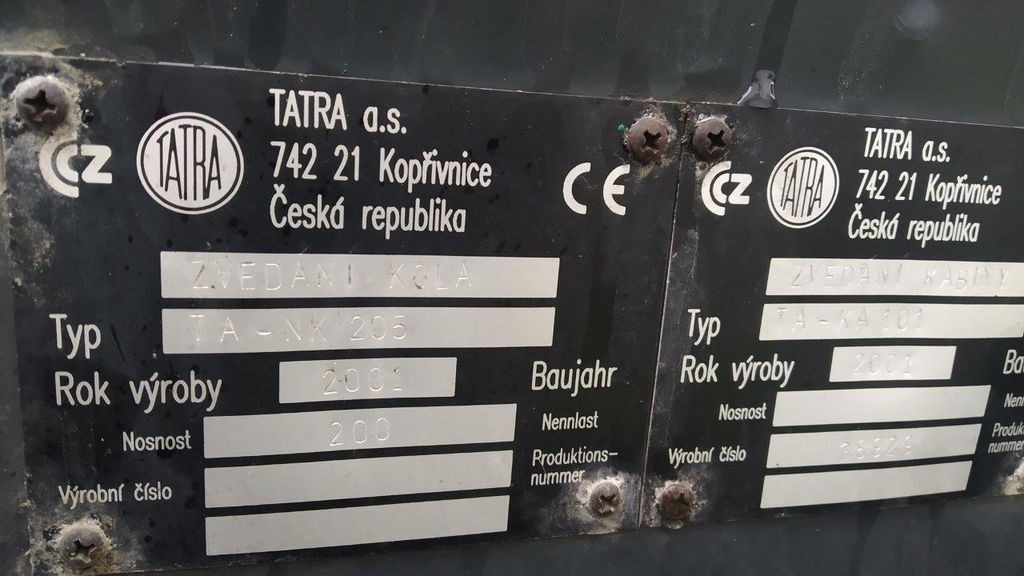 TATRA a.s.
742 21 Kopřivnice
Česká republika
CZ
TATRA
CE
ZVEDÁNÍ KOLA
Typ TA-NK 205
Rok výroby 2001 Baujahr
Nosnost 200 Nennlast
Výrobní číslo Produktions-
nummer
TATRA a.s.
742 21 Kopřivnice
Česká republika
CZ
TATRA
ZVEDÁNÍ KABINY
Typ TA-KA 101
Rok výroby 2001
Nosnost
Výrobní číslo